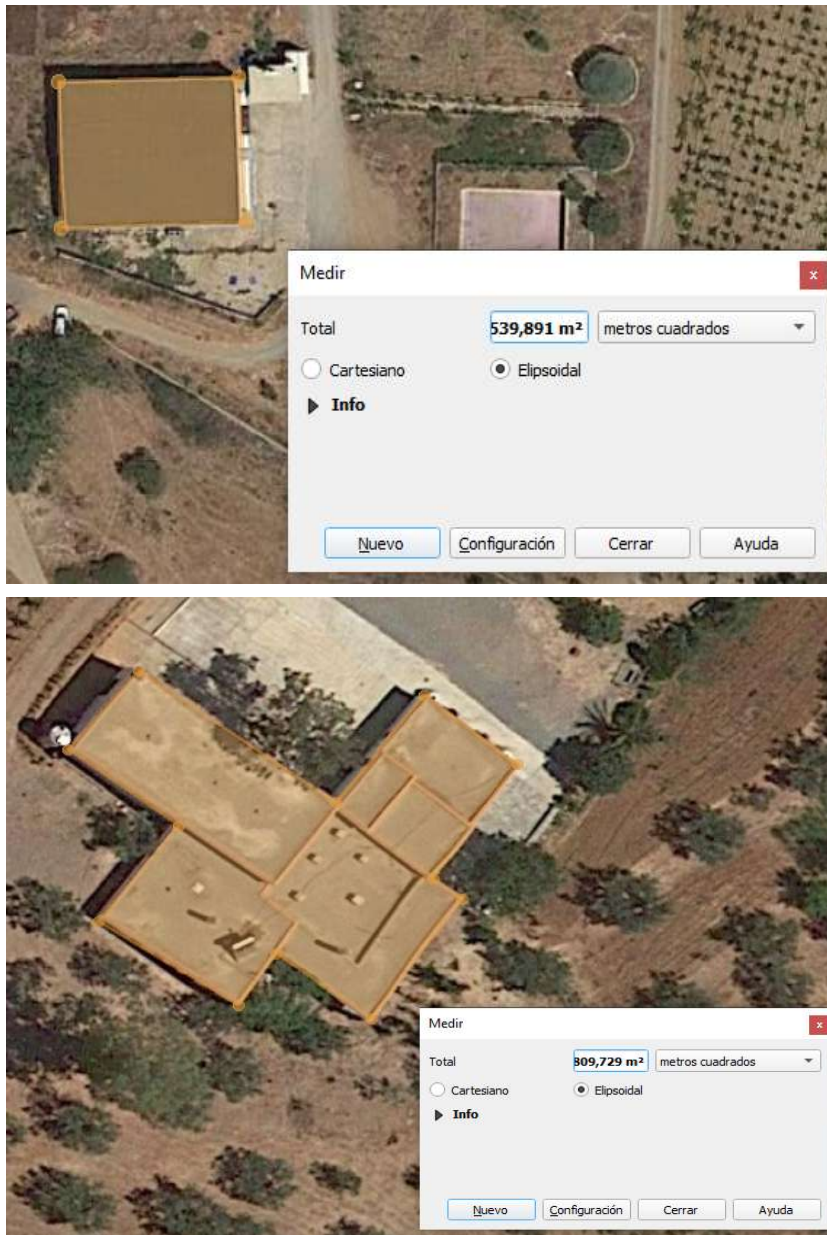 Medir
x
Total 539,891 m² metros cuadrados
Cartesiano Elipsoidal
Info
Nuevo Configuración Cerrar Ayuda
Medir
x
Total 809,729 m² metros cuadrados
Cartesiano Elipsoidal
Info
Nuevo Configuración Cerrar Ayuda